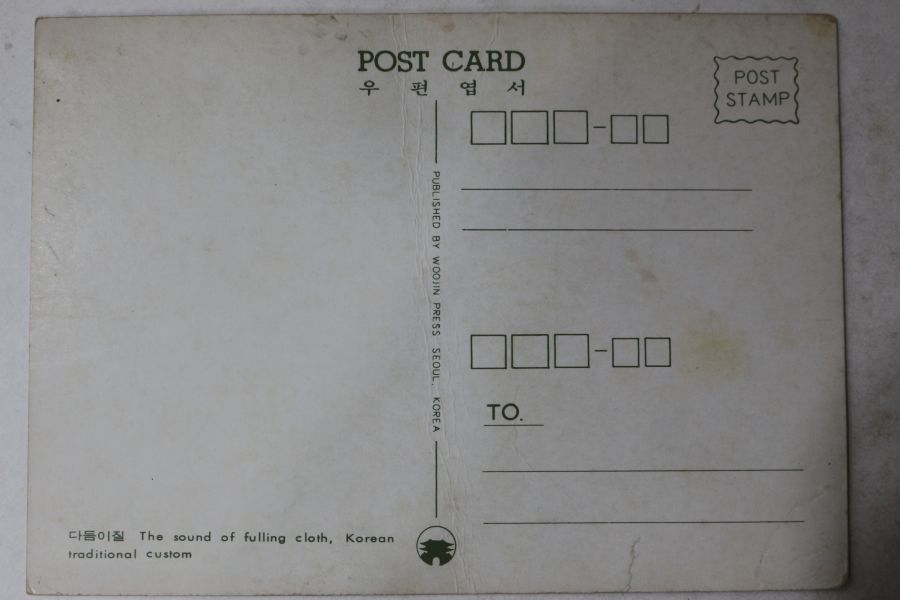 POST CARD
우편엽서
POST
STAMP
PUBLISHED BY WOOJIN PRESS SEOUL, KOREA
TO.
다듬이질 The sound of fulling cloth, Korean
traditional custom